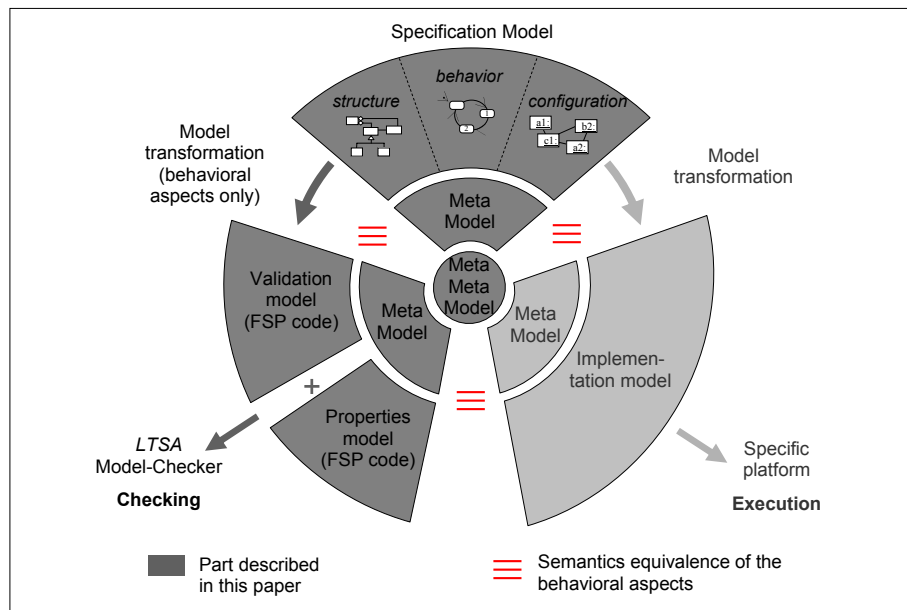 Specification Model
behavior
structure
configuration
1
2
a1:
b2:
c1:
a2:
Model
transformation
(behavioral
aspects only)
Model
transformation
Meta
Model
Meta
Meta
Model
Validation
model
(FSP code)
Meta
Model
Meta
Model
Implemen-
tation model
+
Properties
model
(FSP code)
LTSA
Model-Checker
Checking
Specific
platform
Execution
Part described
in this paper
Semantics equivalence of the
behavioral aspects